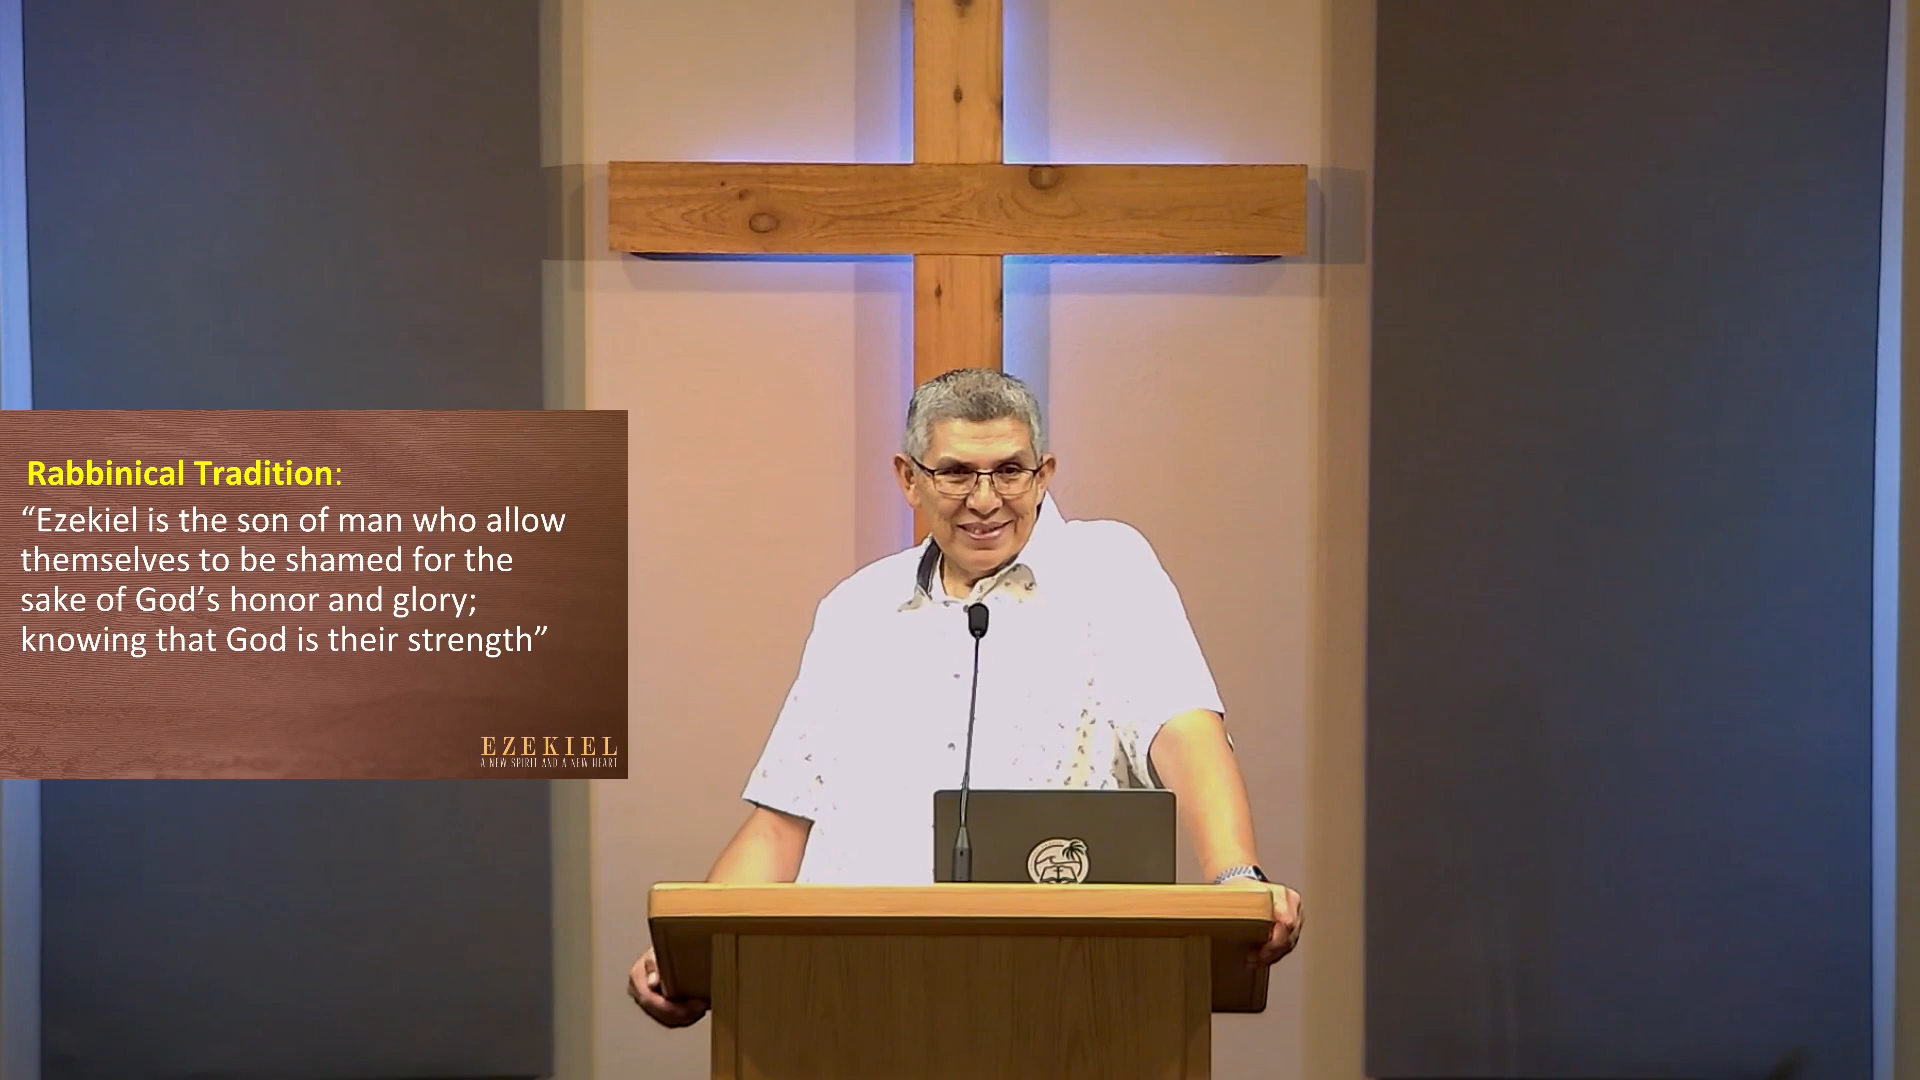 Rabbinical Tradition:
“Ezekiel is the son of man who allow
themselves to be shamed for the
sake of God’s honor and glory;
knowing that God is their strength”
EZEKIEL
A NEW SPIRIT AND A NEW HEART